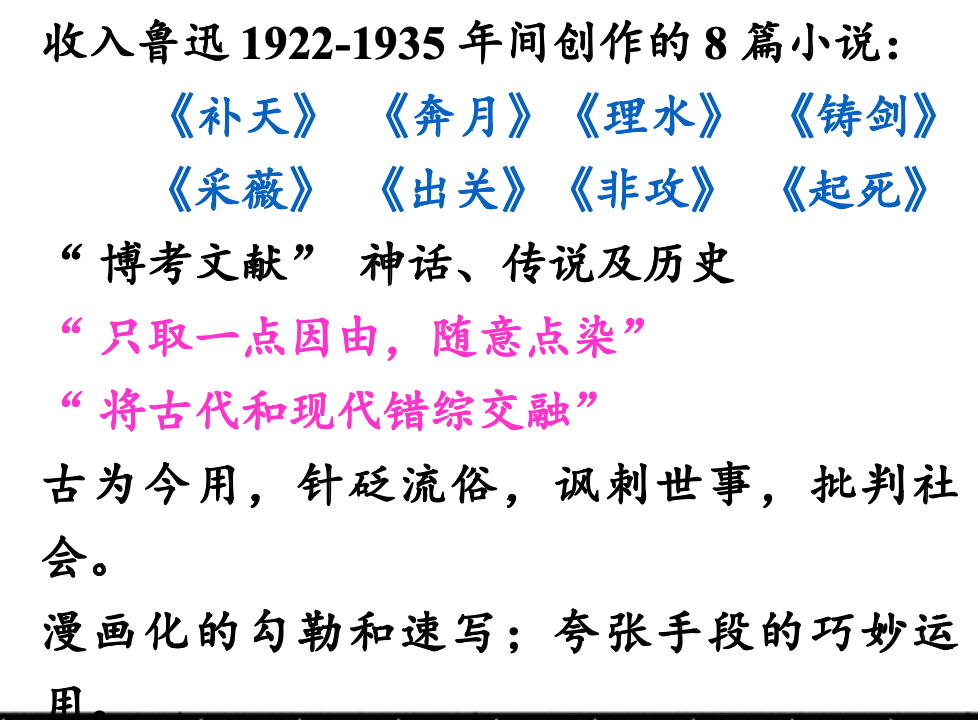 收入鲁迅 1922-1935 年间创作的 8 篇小说：
《补天》 《奔月》《理水》 《铸剑》
《采薇》 《出关》《非攻》 《起死》
“ 博考文献” 神话、传说及历史
“ 只取一点因由，随意点染”
“ 将古代和现代错综交融”
古为今用，针砭流俗，讽刺世事，批判社
会。
漫画化的勾勒和速写；夸张手段的巧妙运
用。